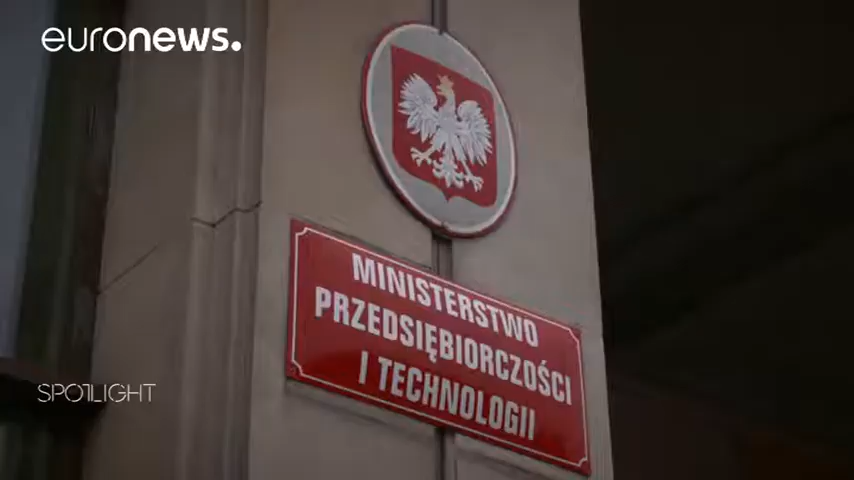 euronews.
MINISTERSTWO
PRZEDSIĘBIORCZOŚCI
I TECHNOLOGII
SPOTLIGHT